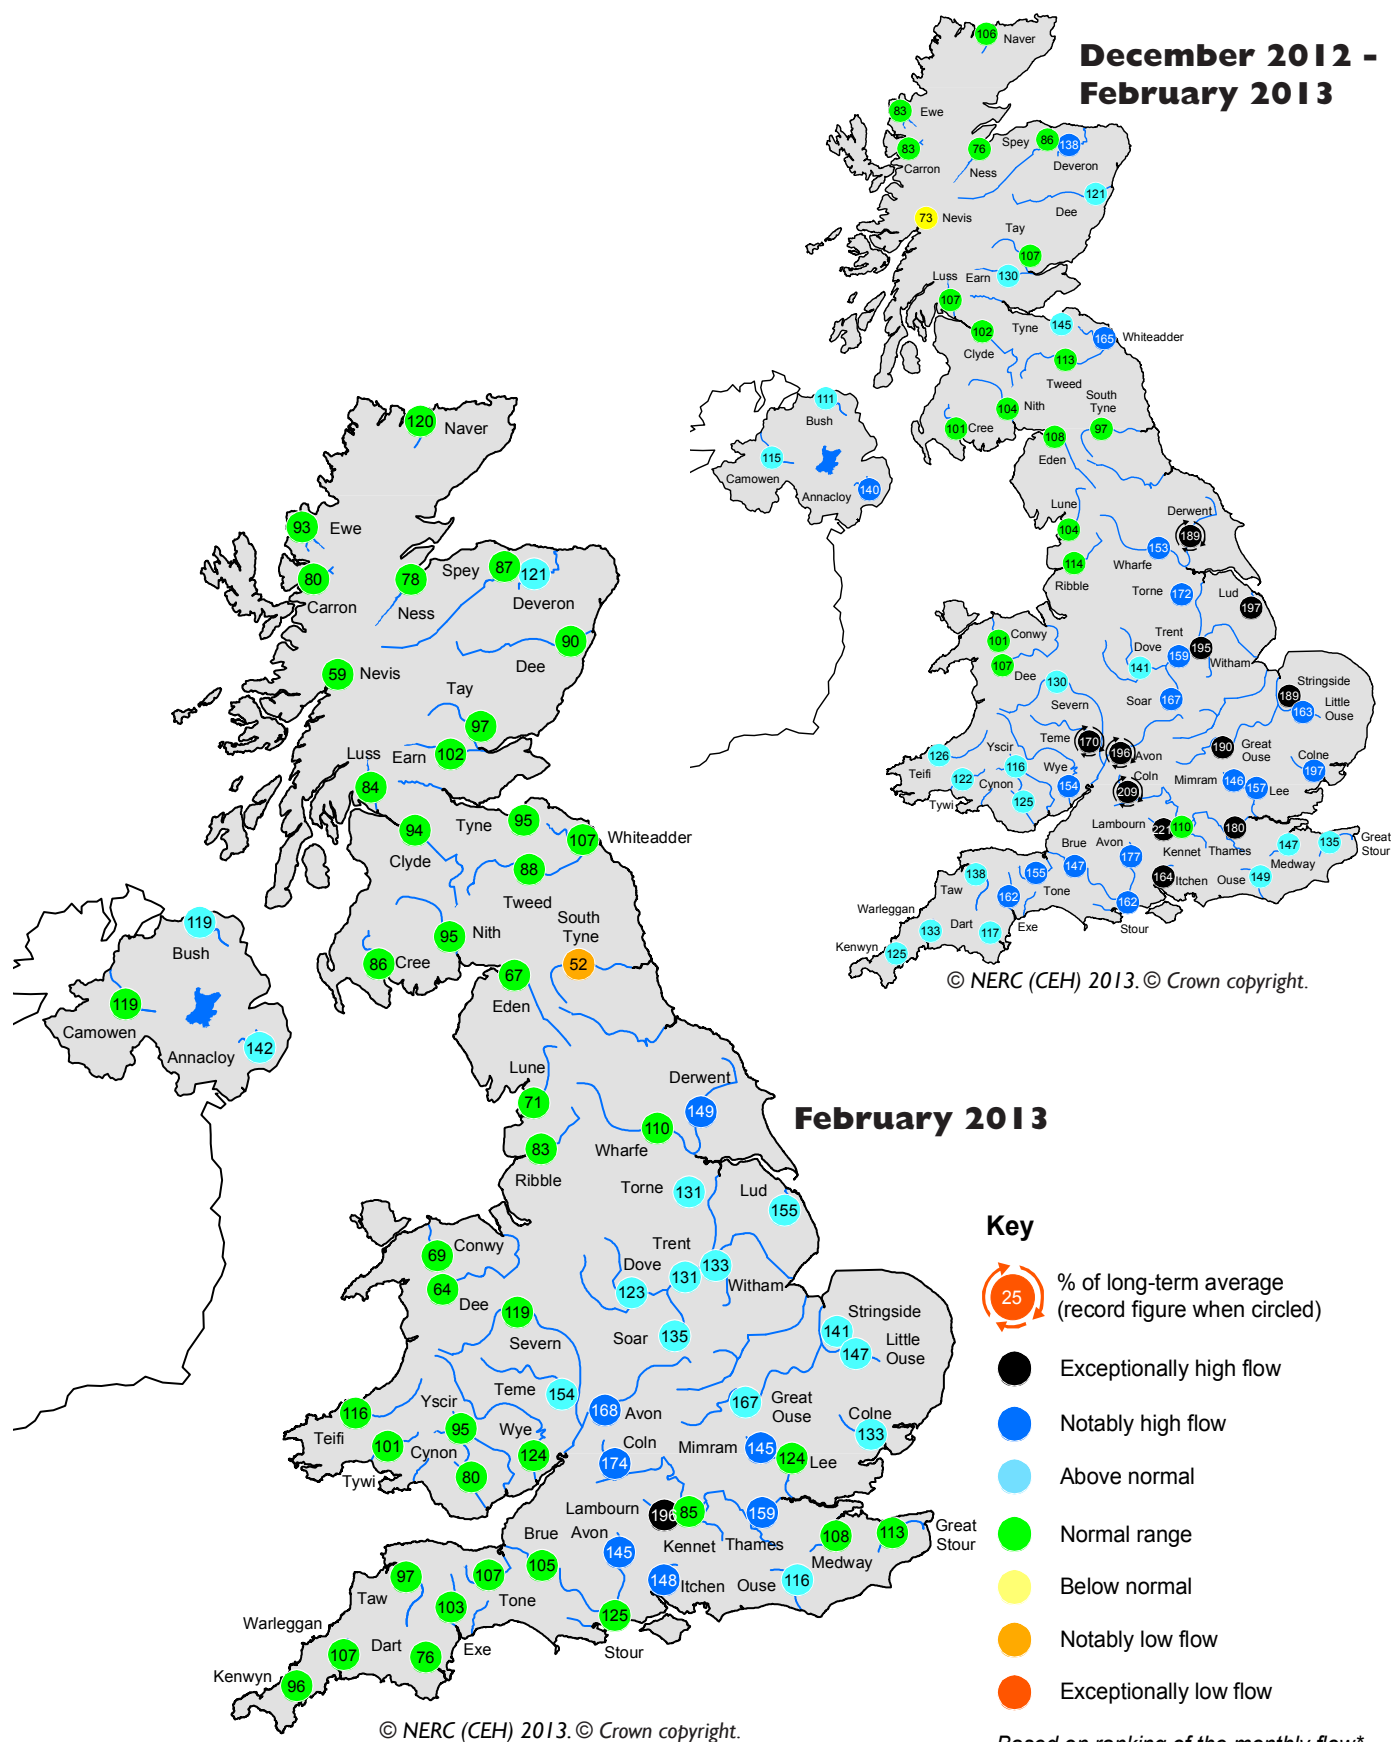 December 2012 -
February 2013
106
Naver
83
Ewe
83
Carron
76
Ness
Spey
86
138
Deveron
121
Dee
73
Nevis
Tay
107
Luss
Earn
130
107
102
Clyde
Tyne
145
165
Whiteadder
113
Tweed
104
Nith
South
Tyne
97
101
Cree
108
Eden
111
Bush
115
Camowen
Annacloy
140
Lune
104
114
Ribble
Derwent
189
153
Wharfe
Torne
172
Lud
197
Trent
Dove
159
195
Witham
141
101
Conwy
107
Dee
130
Severn
Soar
167
Stringside
189
163
Little
Ouse
Teme
170
196
Avon
190
Great
Ouse
Colne
197
126
Teifi
Yscir
116
Wye
154
122
Tywi
Cynon
125
Coln
209
Mimram
146
157
Lee
Lambourn
221
110
Kennet
180
Thames
147
Medway
135
Great
Stour
Brue
147
Avon
177
164
Itchen
Ouse
149
138
Taw
155
Tone
162
Exe
162
Stour
Warleggan
133
Dart
117
Kenwyn
125
© NERC (CEH) 2013. © Crown copyright.
February 2013
120
Naver
93
Ewe
80
Carron
78
Ness
Spey
87
121
Deveron
90
Dee
59
Nevis
Tay
97
Luss
Earn
102
84
94
Clyde
Tyne
95
107
Whiteadder
88
Tweed
95
Nith
South
Tyne
52
86
Cree
67
Eden
119
Bush
119
Camowen
Annacloy
142
Lune
71
83
Ribble
Derwent
149
110
Wharfe
Torne
131
Lud
155
Trent
Dove
131
133
Witham
123
69
Conwy
64
Dee
119
Severn
Soar
135
Stringside
141
147
Little
Ouse
Teme
154
168
Avon
167
Great
Ouse
Colne
133
116
Teifi
Yscir
95
Wye
124
101
Tywi
Cynon
80
Coln
174
Mimram
145
124
Lee
Lambourn
196
85
Kennet
159
Thames
108
Medway
113
Great
Stour
Brue
105
Avon
145
148
Itchen
Ouse
116
97
Taw
107
Tone
103
Exe
125
Stour
Warleggan
107
Dart
76
Kenwyn
96
© NERC (CEH) 2013. © Crown copyright.
Key
25
% of long-term average
(record figure when circled)
Exceptionally high flow
Notably high flow
Above normal
Normal range
Below normal
Notably low flow
Exceptionally low flow
Based on ranking of the monthly flow*